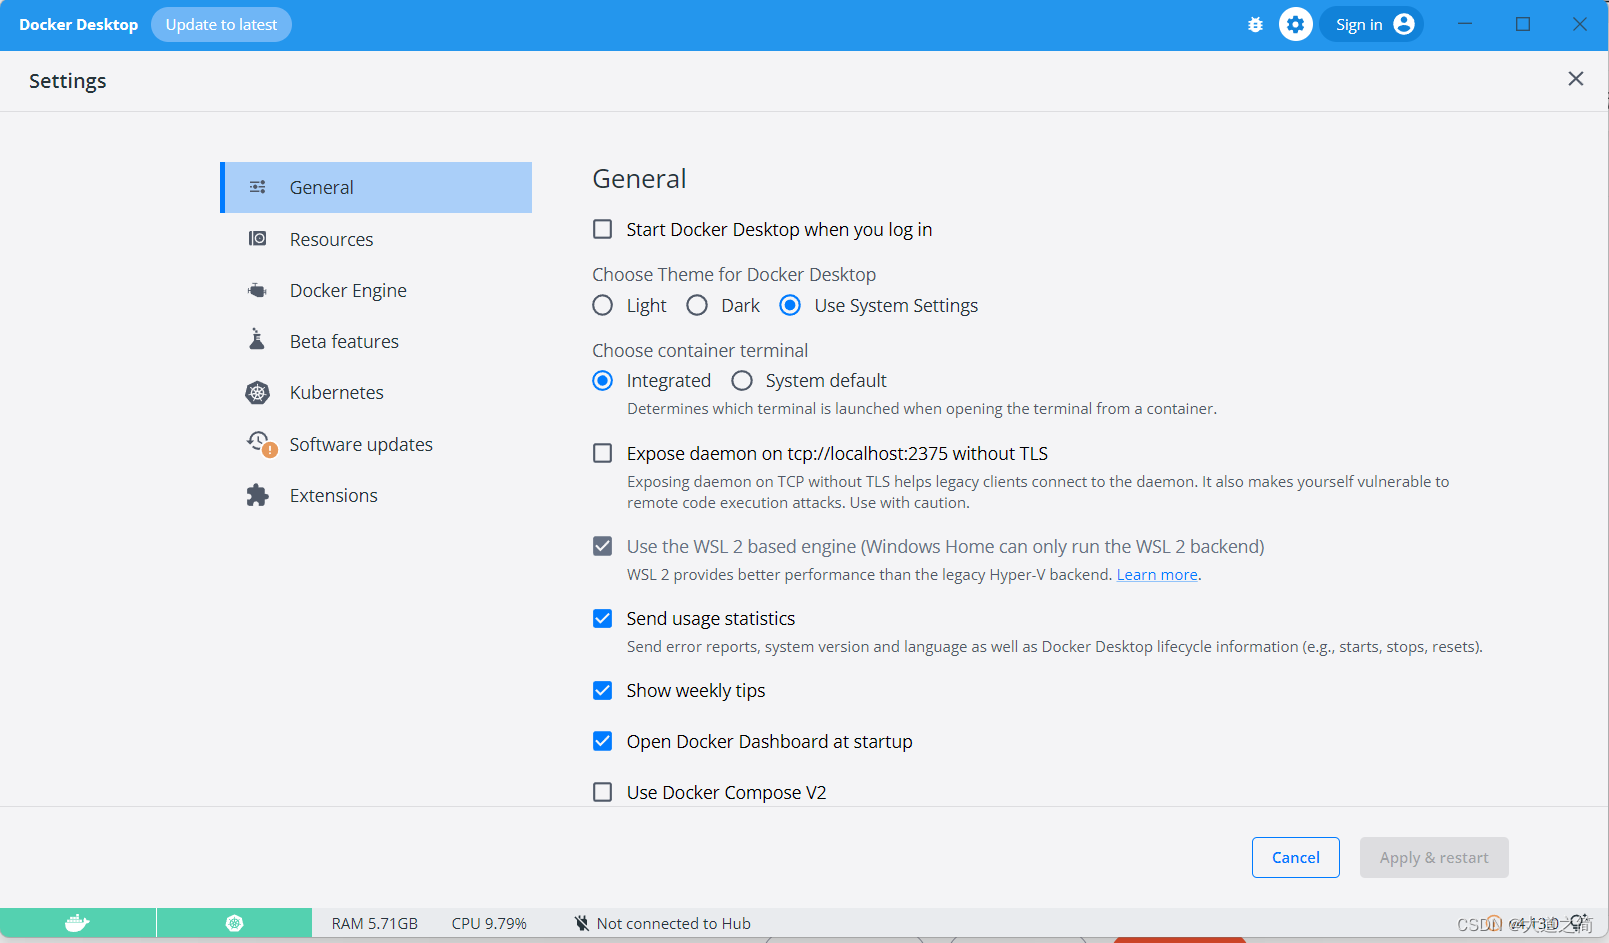 Docker Desktop Update to latest Sign in
Settings
General
Resources
Docker Engine
Beta features
Kubernetes
Software updates
Extensions
General
Start Docker Desktop when you log in
Choose Theme for Docker Desktop
Light Dark Use System Settings
Choose container terminal
Integrated System default
Determines which terminal is launched when opening the terminal from a container.
Expose daemon on tcp://localhost:2375 without TLS
Exposing daemon on TCP without TLS helps legacy clients connect to the daemon. It also makes yourself vulnerable to
remote code execution attacks. Use with caution.
Use the WSL 2 based engine (Windows Home can only run the WSL 2 backend)
WSL 2 provides better performance than the legacy Hyper-V backend. Learn more.
Send usage statistics
Send error reports, system version and language as well as Docker Desktop lifecycle information (e.g., starts, stops, resets).
Show weekly tips
Open Docker Dashboard at startup
Use Docker Compose V2
Cancel Apply & restart
RAM 5.71GB CPU 9.79% Not connected to Hub
CSDN @大道之简